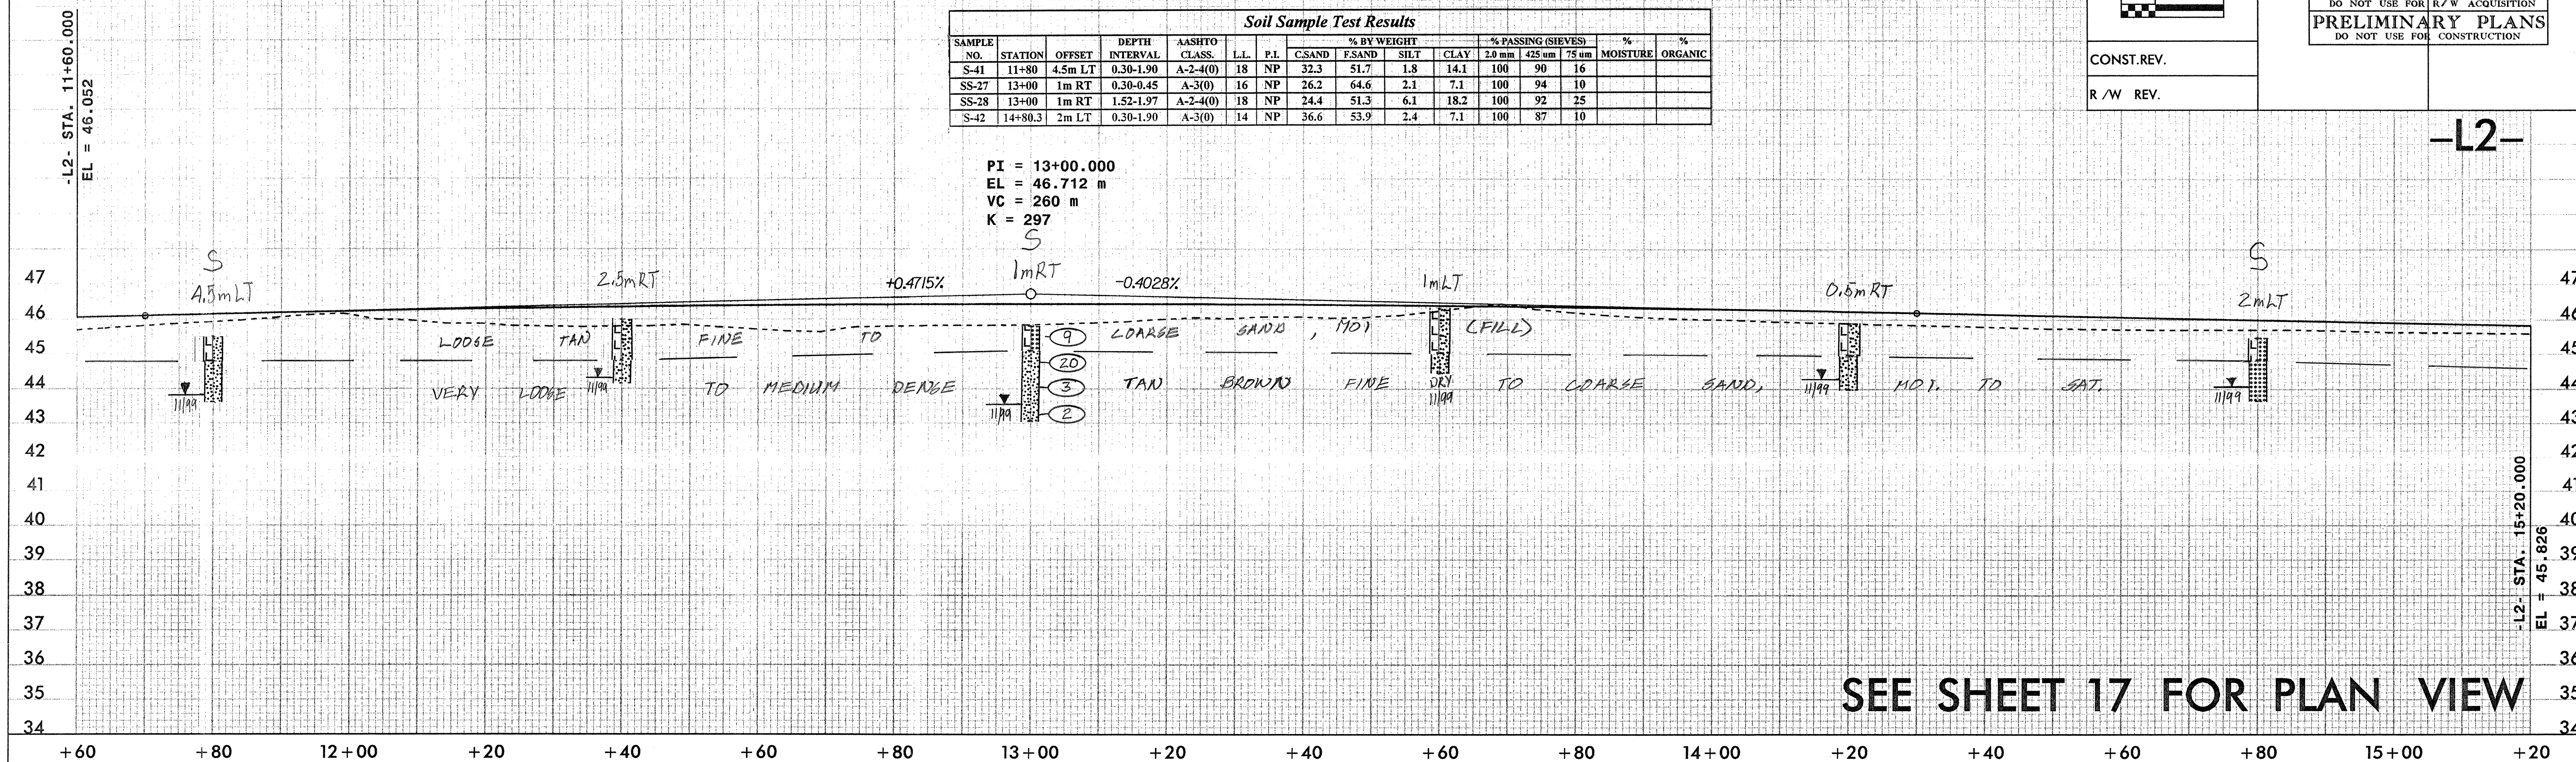 DO NOT USE FOR R/W ACQUISITION
PRELIMINARY PLANS
DO NOT USE FOR CONSTRUCTION
CONST.REV.
R/W REV.
-L2-
-L2- STA. 11+60.000
EL = 46.052
Soil Sample Test Results
SAMPLE NO. STATION OFFSET DEPTH INTERVAL AASHTO CLASS. L.L. P.I. % BY WEIGHT C.SAND F.SAND SILT CLAY % PASSING (SIEVES) 2.0 mm 425 um 75 um % MOISTURE % ORGANIC
S-41 11+80 4.5m LT 0.30-1.90 A-2-4(0) 18 NP 32.3 51.7 1.8 14.1 100 90 16
SS-27 13+00 1m RT 0.30-0.45 A-3(0) 16 NP 26.2 64.6 2.1 7.1 100 94 10
SS-28 13+00 1m RT 1.52-1.97 A-2-4(0) 18 NP 24.4 51.3 6.1 18.2 100 92 25
S-42 14+80.3 2m LT 0.30-1.90 A-3(0) 14 NP 36.6 53.9 2.4 7.1 100 87 10
PI = 13+00.000
EL = 46.712 m
VC = 260 m
K = 297
S S S
4.5mLT 2.5mRT 1mRT 1mLT 0.5mRT 2mLT
+0.4715% -0.4028%
LOOSE TAN FINE TO COARSE SAND, MOI (FILL)
VERY LOOSE TO MEDIUM DENSE TAN BROWN FINE TO COARSE SAND, MOI. TO SAT.
9
20
3
2
11/99 11/99 11/99 DRY 11/99 11/99 11/99
47 47
46 46
45 45
44 44
43 43
42 42
41 41
40 40
39 39
38 38
37 37
36 36
35 35
34 34
-L2- STA. 15+20.000
EL = 45.826
SEE SHEET 17 FOR PLAN VIEW
+60 +80 12+00 +20 +40 +60 +80 13+00 +20 +40 +60 +80 14+00 +20 +40 +60 +80 15+00 +20